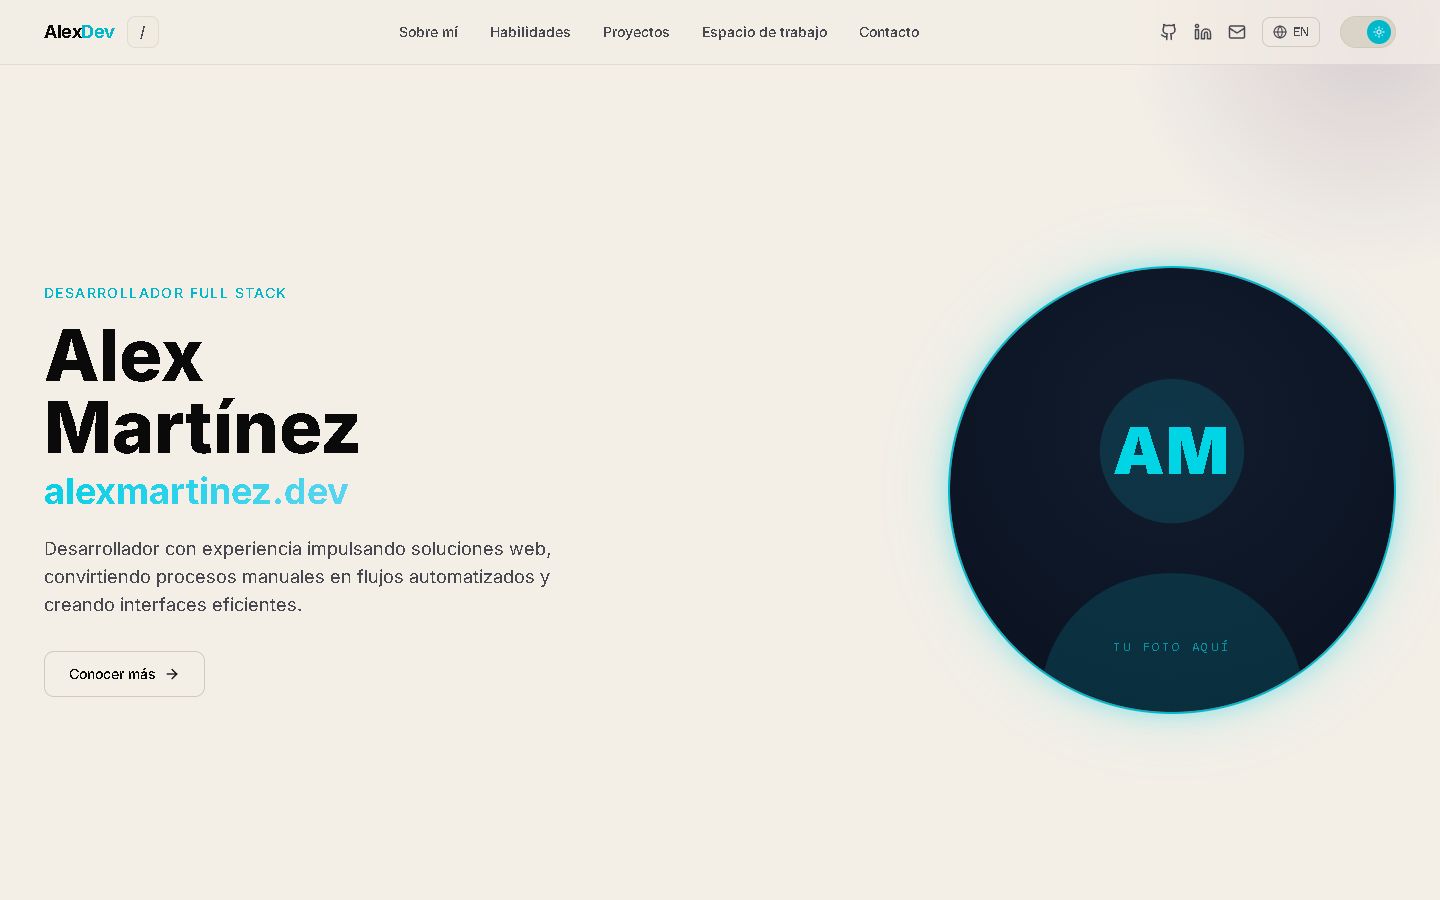 AlexDev
/
Sobre mí
Habilidades
Proyectos
Espacio de trabajo
Contacto
EN
DESARROLLADOR FULL STACK
Alex
Martínez
alexmartinez.dev
Desarrollador con experiencia impulsando soluciones web,
convirtiendo procesos manuales en flujos automatizados y
creando interfaces eficientes.
Conocer más
AM
TU FOTO AQUÍ